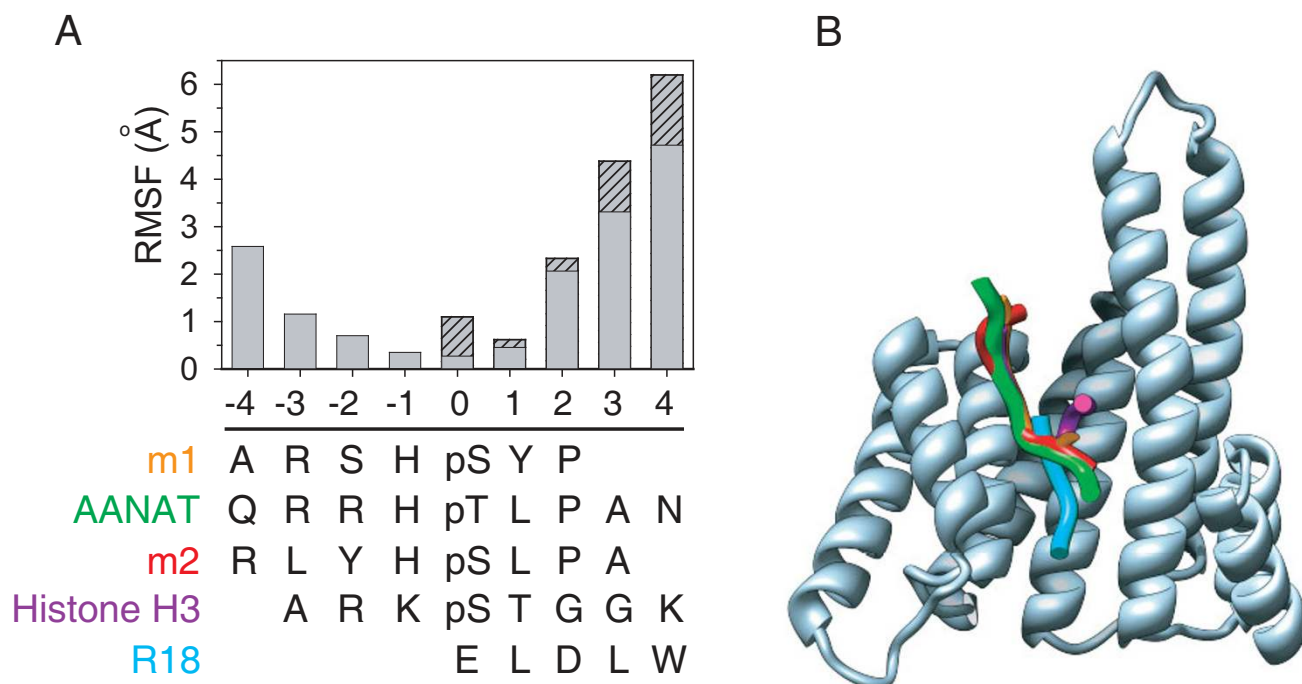 A
B
RMSF (Å)
6
5
4
3
2
1
0
-4 -3 -2 -1 0 1 2 3 4
m1 A R S H pS Y P
AANAT Q R R H pT L P A N
m2 R L Y H pS L P A
Histone H3 A R K pS T G G K
R18 E L D L W